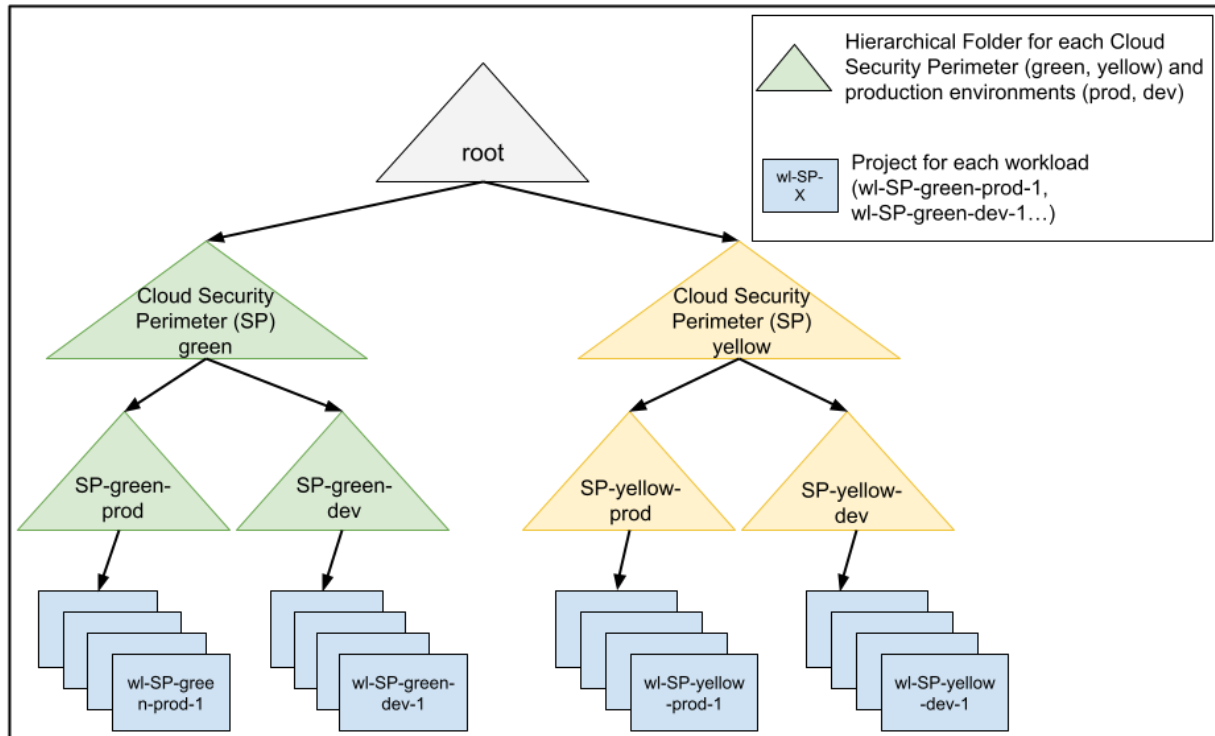 Hierarchical Folder for each Cloud
Security Perimeter (green, yellow) and
production environments (prod, dev)
wl-SP-
X
Project for each workload
(wl-SP-green-prod-1,
wl-SP-green-dev-1…)
root
Cloud Security
Perimeter (SP)
green
Cloud Security
Perimeter (SP)
yellow
SP-green-
prod
SP-green-
dev
SP-yellow-
prod
SP-yellow-
dev
wl-SP-gree
n-prod-1
wl-SP-green-
dev-1
wl-SP-yellow
-prod-1
wl-SP-yellow
-dev-1